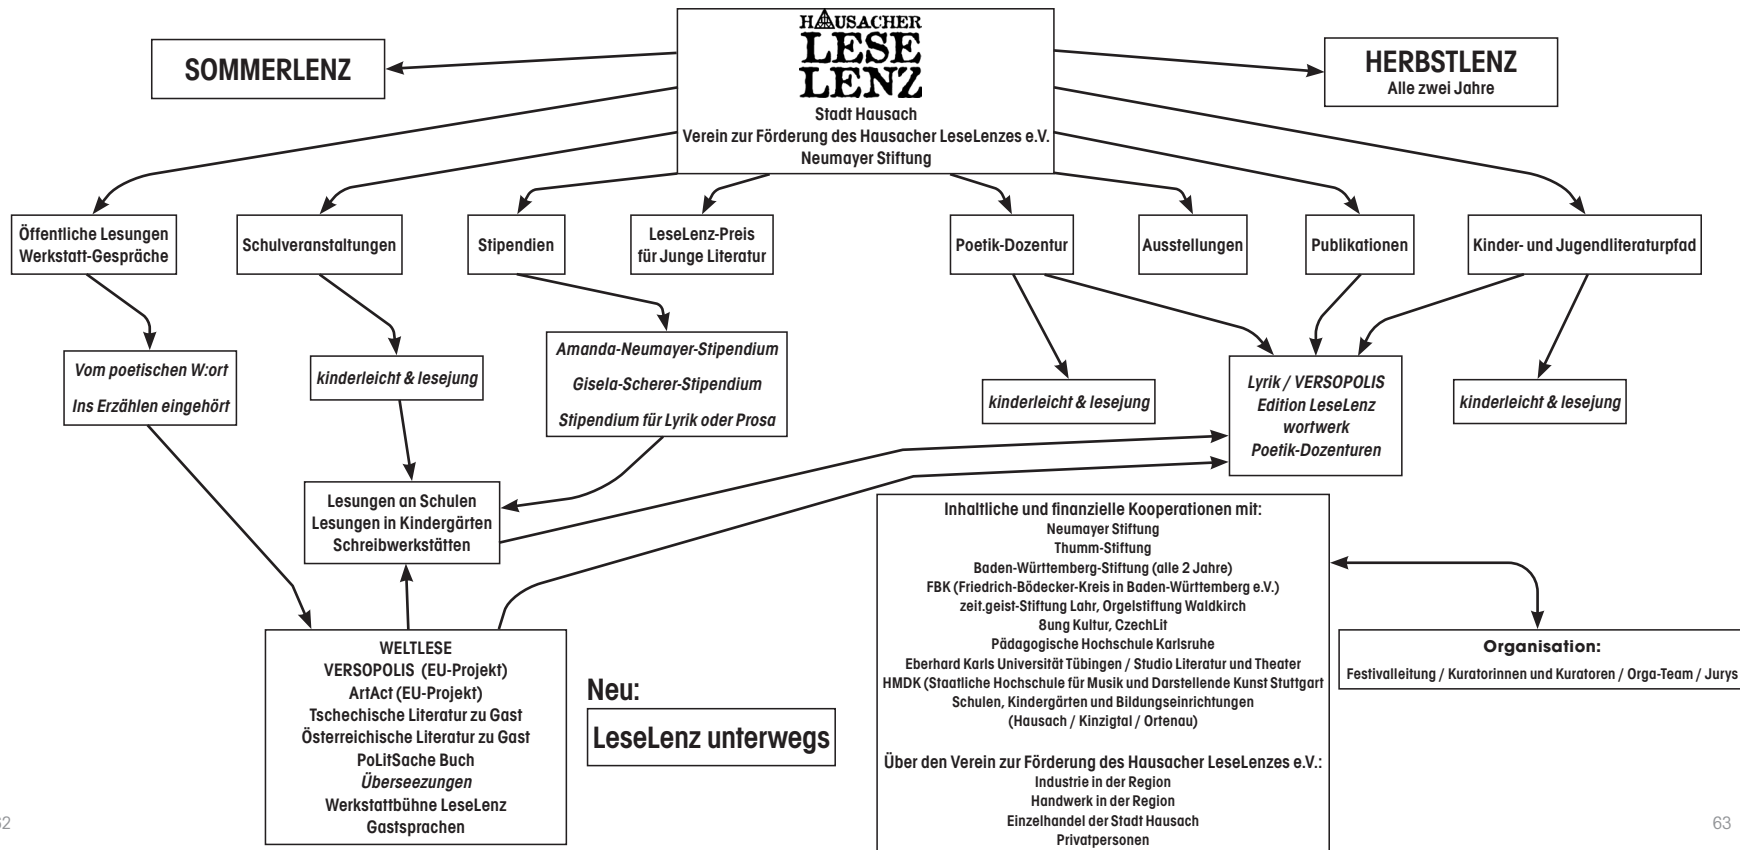 HAUSACHER
LESE
LENZ
Stadt Hausach
Verein zur Förderung des Hausacher LeseLenzes e.V.
Neumayer Stiftung
SOMMERLENZ
HERBSTLENZ
Alle zwei Jahre
Öffentliche Lesungen
Werkstatt-Gespräche
Schulveranstaltungen
Stipendien
LeseLenz-Preis
für Junge Literatur
Poetik-Dozentur
Ausstellungen
Publikationen
Kinder- und Jugendliteraturpfad
Vom poetischen W:ort
Ins Erzählen eingehört
kinderleicht & lesejung
Amanda-Neumayer-Stipendium
Gisela-Scherer-Stipendium
Stipendium für Lyrik oder Prosa
kinderleicht & lesejung
Lyrik / VERSOPOLIS
Edition LeseLenz
wortwerk
Poetik-Dozenturen
kinderleicht & lesejung
Lesungen an Schulen
Lesungen in Kindergärten
Schreibwerkstätten
WELTLESE
VERSOPOLIS (EU-Projekt)
ArtAct (EU-Projekt)
Tschechische Literatur zu Gast
Österreichische Literatur zu Gast
PoLitSache Buch
Überseezungen
Werkstattbühne LeseLenz
Gastsprachen
Neu:
LeseLenz unterwegs
Inhaltliche und finanzielle Kooperationen mit:
Neumayer Stiftung
Thumm-Stiftung
Baden-Württemberg-Stiftung (alle 2 Jahre)
FBK (Friedrich-Bödecker-Kreis in Baden-Württemberg e.V.)
zeit.geist-Stiftung Lahr, Orgelstiftung Waldkirch
8ung Kultur, CzechLit
Pädagogische Hochschule Karlsruhe
Eberhard Karls Universität Tübingen / Studio Literatur und Theater
HMDK (Staatliche Hochschule für Musik und Darstellende Kunst Stuttgart
Schulen, Kindergärten und Bildungseinrichtungen
(Hausach / Kinzigtal / Ortenau)
Über den Verein zur Förderung des Hausacher LeseLenzes e.V.:
Industrie in der Region
Handwerk in der Region
Einzelhandel der Stadt Hausach
Privatpersonen
Organisation:
Festivalleitung / Kuratorinnen und Kuratoren / Orga-Team / Jurys
62
63